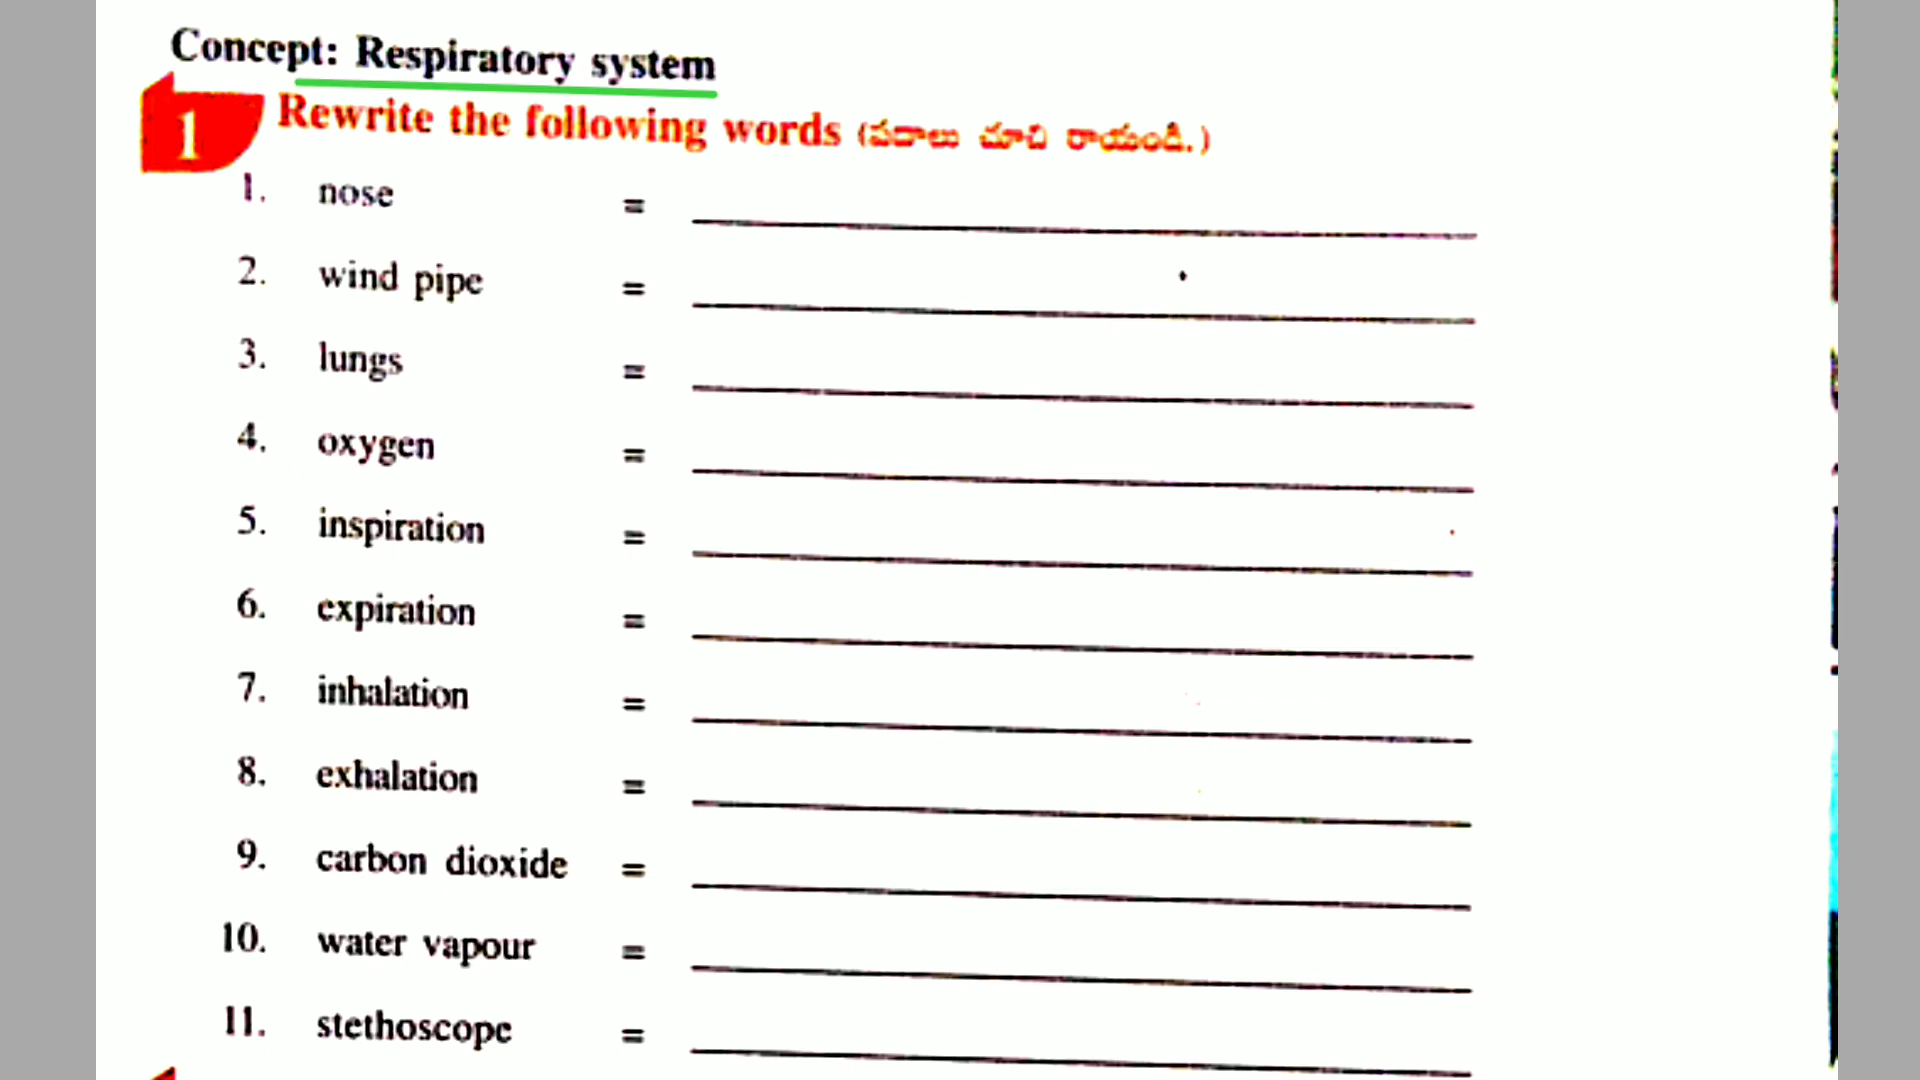 Concept: Respiratory system
1 Rewrite the following words (పదాలు చూచి రాయండి.)
1. nose = 
2. wind pipe = 
3. lungs = 
4. oxygen = 
5. inspiration = 
6. expiration = 
7. inhalation = 
8. exhalation = 
9. carbon dioxide = 
10. water vapour = 
11. stethoscope =